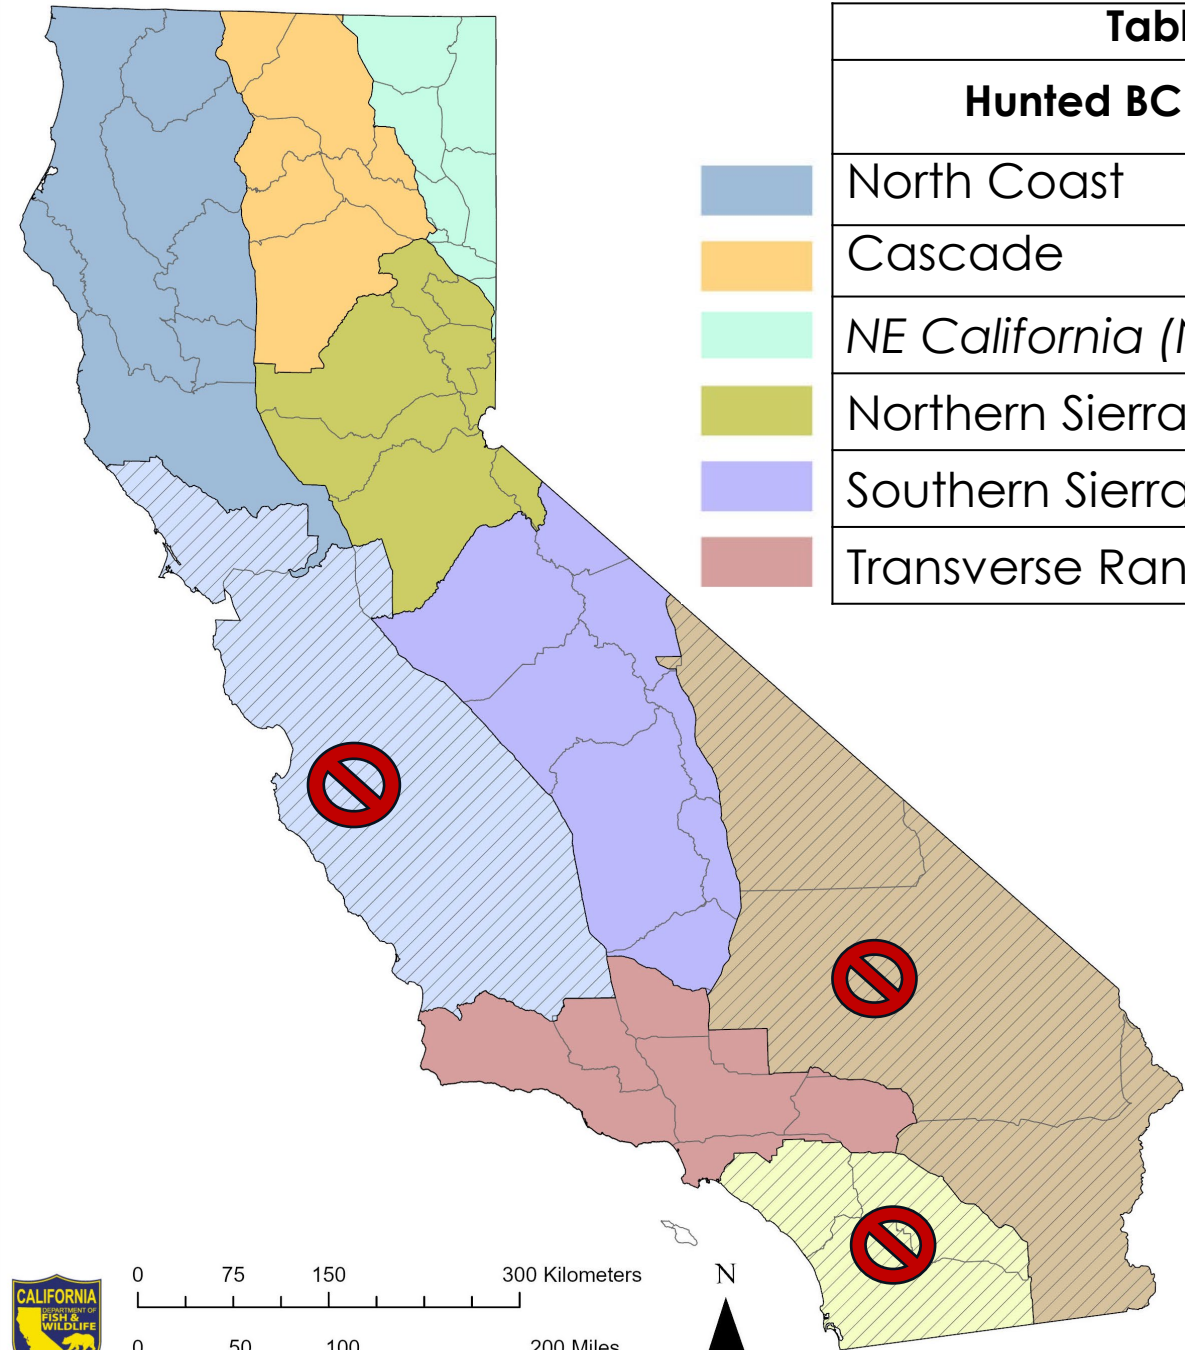 Tabl
Hunted BC
North Coast
Cascade
NE California (N
Northern Sierra
Southern Sierra
Transverse Ran
CALIFORNIA
DEPARTMENT OF
FISH &
WILDLIFE
0 75 150 300 Kilometers
0 50 100 200 Miles
N